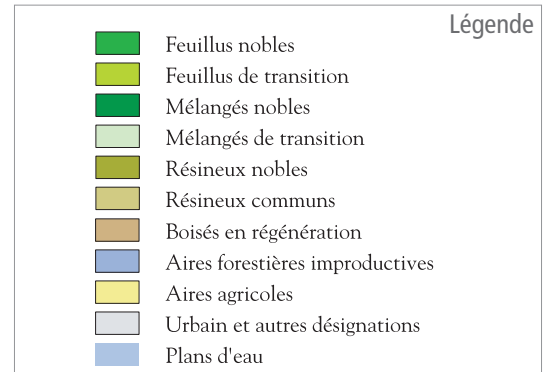 Légende
Feuillus nobles
Feuillus de transition
Mélangés nobles
Mélangés de transition
Résineux nobles
Résineux communs
Boisés en régénération
Aires forestières improductives
Aires agricoles
Urbain et autres désignations
Plans d'eau